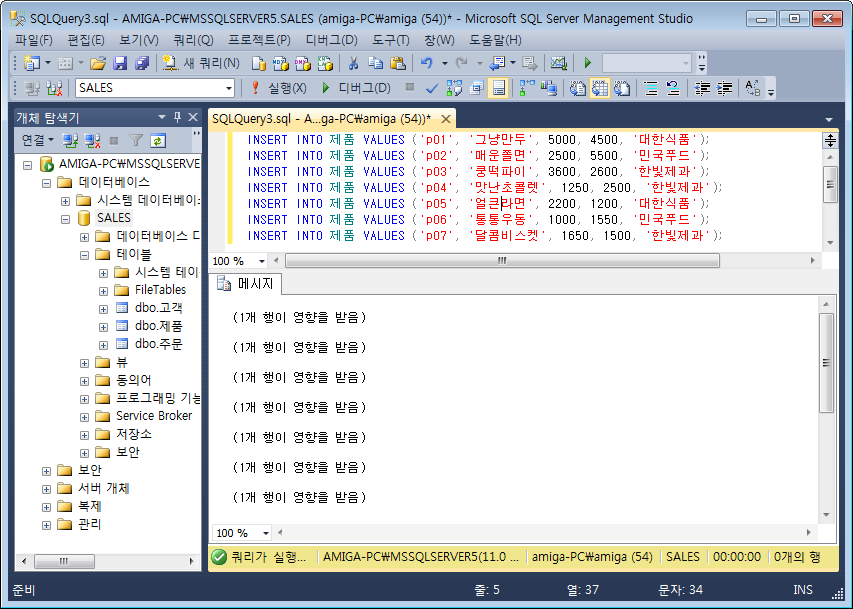 SQLQuery3.sql - AMIGA-PC₩MSSQLSERVER5.SALES (amiga-PC₩amiga (54))* - Microsoft SQL Server Management Studio
파일(F) 편집(E) 보기(V) 쿼리(Q) 프로젝트(P) 디버그(D) 도구(T) 창(W) 도움말(H)
새 쿼리(N)
SALES 실행(X) 디버그(D)
개체 탐색기
연결
AMIGA-PC₩MSSQLSERVE
데이터베이스
시스템 데이터베이스
SALES
데이터베이스 다
테이블
시스템 테이
FileTables
dbo.고객
dbo.제품
dbo.주문
뷰
동의어
프로그래밍 기능
Service Broker
저장소
보안
보안
서버 개체
복제
관리
SQLQuery3.sql - A...ga-PC₩amiga (54))*
INSERT INTO 제품 VALUES ('p01', '그냥만두', 5000, 4500, '대한식품');
INSERT INTO 제품 VALUES ('p02', '매운쫄면', 2500, 5500, '민국푸드');
INSERT INTO 제품 VALUES ('p03', '쿵떡파이', 3600, 2600, '한빛제과');
INSERT INTO 제품 VALUES ('p04', '맛난초콜렛', 1250, 2500, '한빛제과');
INSERT INTO 제품 VALUES ('p05', '얼큰라면', 2200, 1200, '대한식품');
INSERT INTO 제품 VALUES ('p06', '통통우동', 1000, 1550, '민국푸드');
INSERT INTO 제품 VALUES ('p07', '달콤비스켓', 1650, 1500, '한빛제과');
100 %
메시지
(1개 행이 영향을 받음)
(1개 행이 영향을 받음)
(1개 행이 영향을 받음)
(1개 행이 영향을 받음)
(1개 행이 영향을 받음)
(1개 행이 영향을 받음)
(1개 행이 영향을 받음)
100 %
쿼리가 실행... AMIGA-PC₩MSSQLSERVER5(11.0 ... amiga-PC₩amiga (54) SALES 00:00:00 0개의 행
준비 줄: 5 열: 37 문자: 34 INS